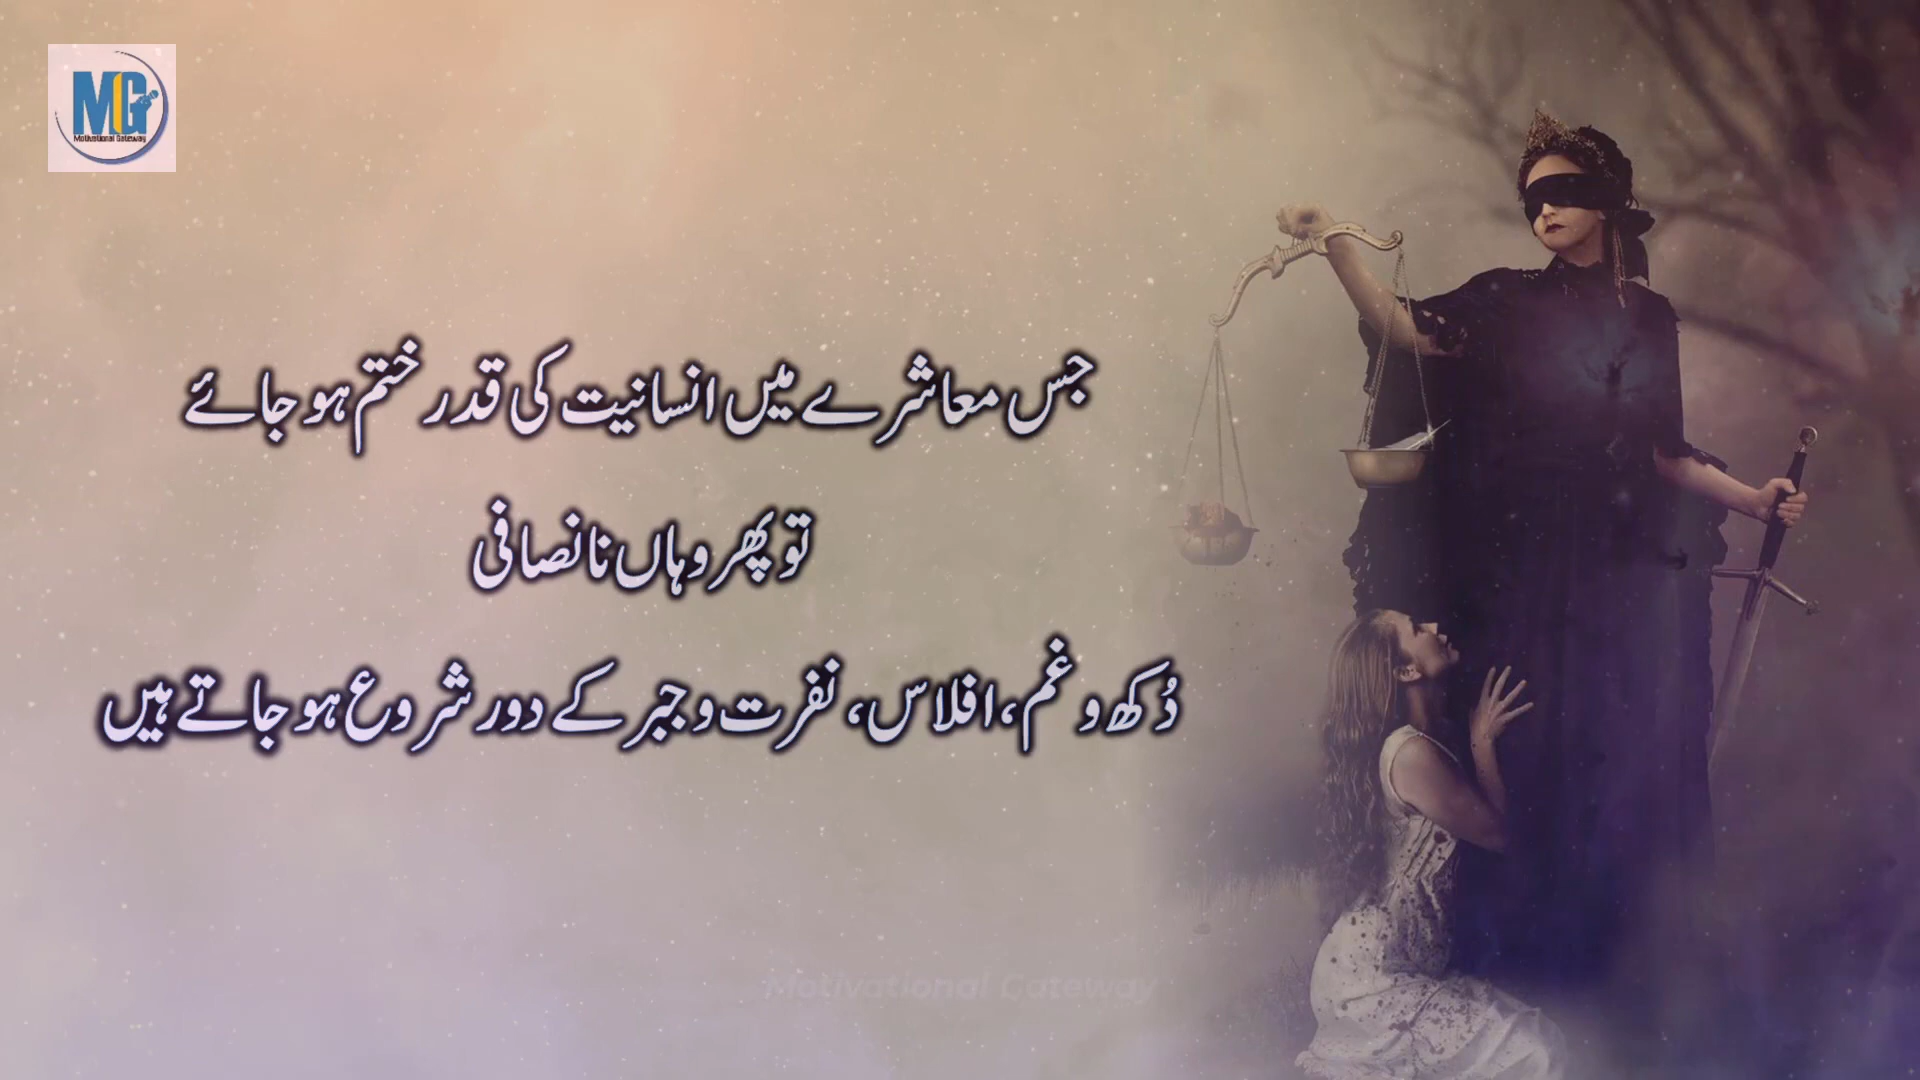 MG
Motivational Gateway
جس معاشرے میں انسانیت کی قدر ختم ہو جائے
تو پھر وہاں نانصافی
دُکھ و غم، افلاس، نفرت و جبر کے دور شروع ہو جاتے ہیں
Motivational Gateway